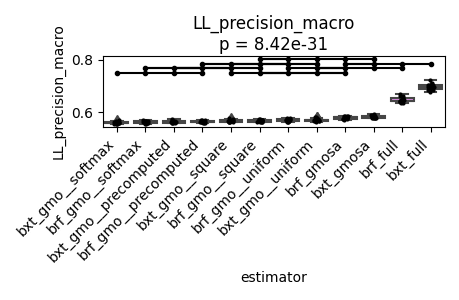 LL_precision_macro
p = 8.42e-31
LL_precision_macro
0.8
0.6
bxt_gmo__softmax
brf_gmo__softmax
bxt_gmo__precomputed
brf_gmo__precomputed
bxt_gmo__square
brf_gmo__square
brf_gmo__uniform
bxt_gmo__uniform
brf_gmosa
bxt_gmosa
brf_full
bxt_full
estimator